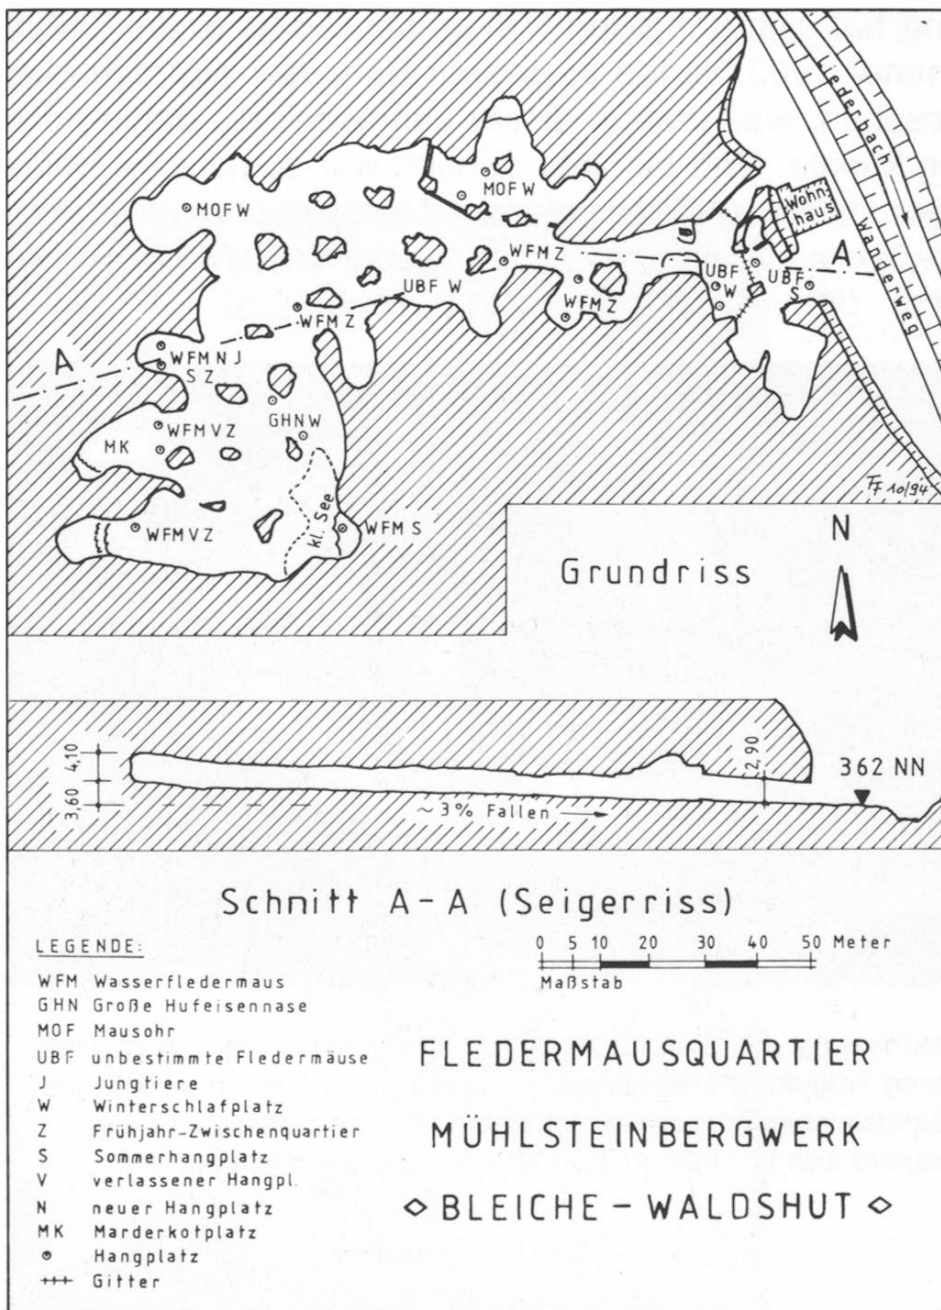 Liederbach
Wanderweg
Wohn-
haus
MOF W
MOF W
A
WFM Z
UBF
W
UBF
S
UBF W
WFM Z
WFM Z
A
WFM N J
S Z
GHN W
WFM V Z
MK
kl. See
WFM V Z
WFM S
10/94
N
Grundriss
4,10
3,60
2,90
362 NN
~3% Fallen
Schnitt A-A (Seigerriss)
LEGENDE:
WFM Wasserfledermaus
GHN Große Hufeisennase
MOF Mausohr
UBF unbestimmte Fledermäuse
J Jungtiere
W Winterschlafplatz
Z Frühjahr-Zwischenquartier
S Sommerhangplatz
V verlassener Hangpl.
N neuer Hangplatz
MK Marderkotplatz
Hangplatz
Gitter
0 5 10 20 30 40 50 Meter
Maßstab
FLEDERMAUSQUARTIER
MÜHLSTEINBERGWERK
BLEICHE – WALDSHUT